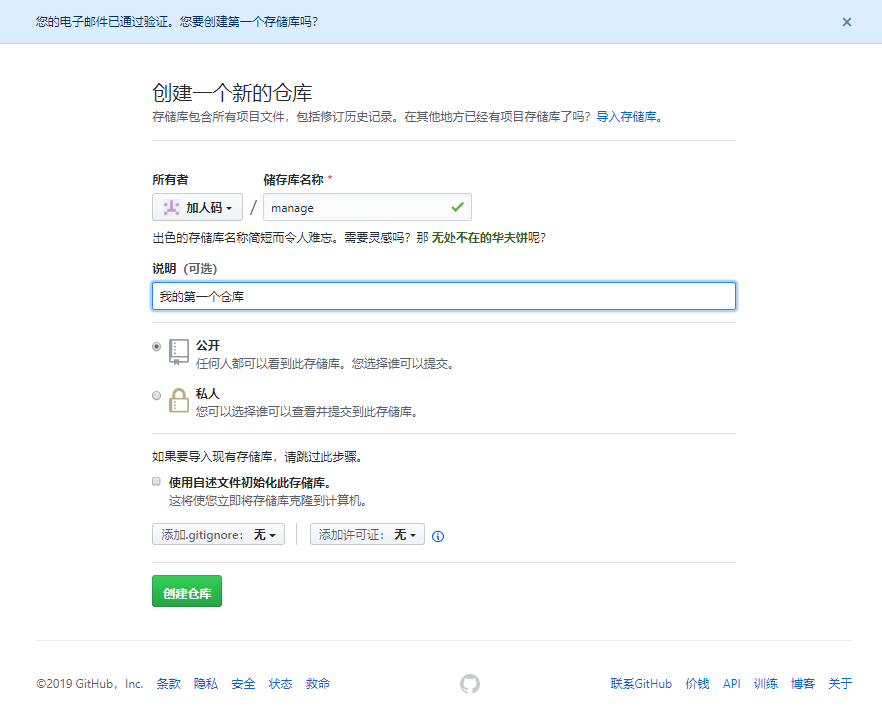 您的电子邮件已通过验证。您要创建第一个存储库吗?
创建一个新的仓库
存储库包含所有项目文件，包括修订历史记录。在其他地方已经有项目存储库了吗？导入存储库。
所有者 储存库名称 *
加人码 / manage
出色的存储库名称简短而令人难忘。需要灵感吗？那 无处不在的华夫饼呢?
说明 (可选)
我的第一个仓库
公开
任何人都可以看到此存储库。您选择谁可以提交。
私人
您可以选择谁可以查看并提交到此存储库。
如果要导入现有存储库，请跳过此步骤。
使用自述文件初始化此存储库。
这将使您立即将存储库克隆到计算机。
添加.gitignore： 无 添加许可证： 无
创建仓库
©2019 GitHub，Inc. 条款 隐私 安全 状态 救命 联系GitHub 价钱 API 训练 博客 关于